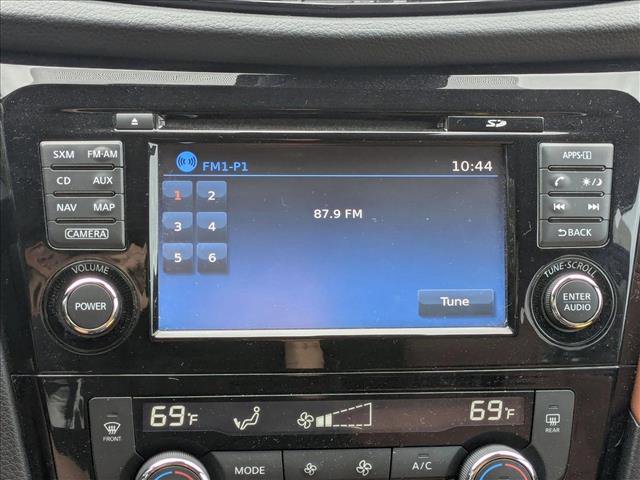 SXM FM·AM
CD AUX
NAV MAP
CAMERA
VOLUME
POWER
FM1-P1 10:44
1 2
87.9 FM
3 4
5 6
Tune
APPS·i
BACK
TUNE·SCROLL
ENTER
AUDIO
FRONT
69°F 69°F
REAR
MODE
A/C